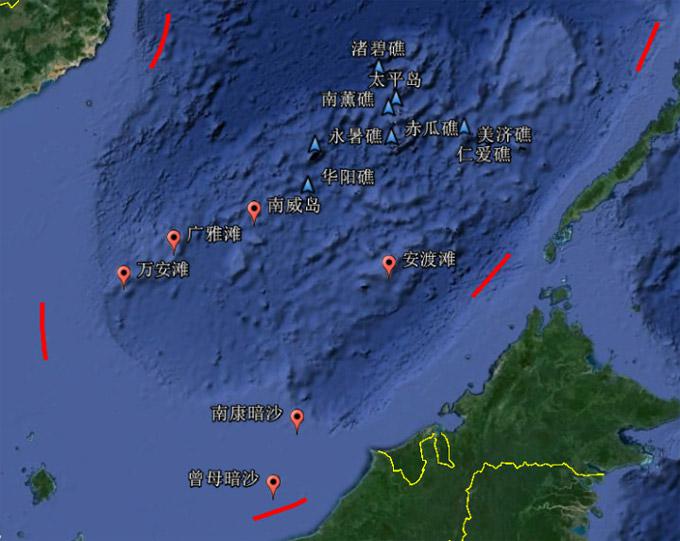 渚碧礁
太平岛
南薰礁
永暑礁
赤瓜礁
美济礁
仁爱礁
华阳礁
南威岛
广雅滩
安渡滩
万安滩
南康暗沙
曾母暗沙